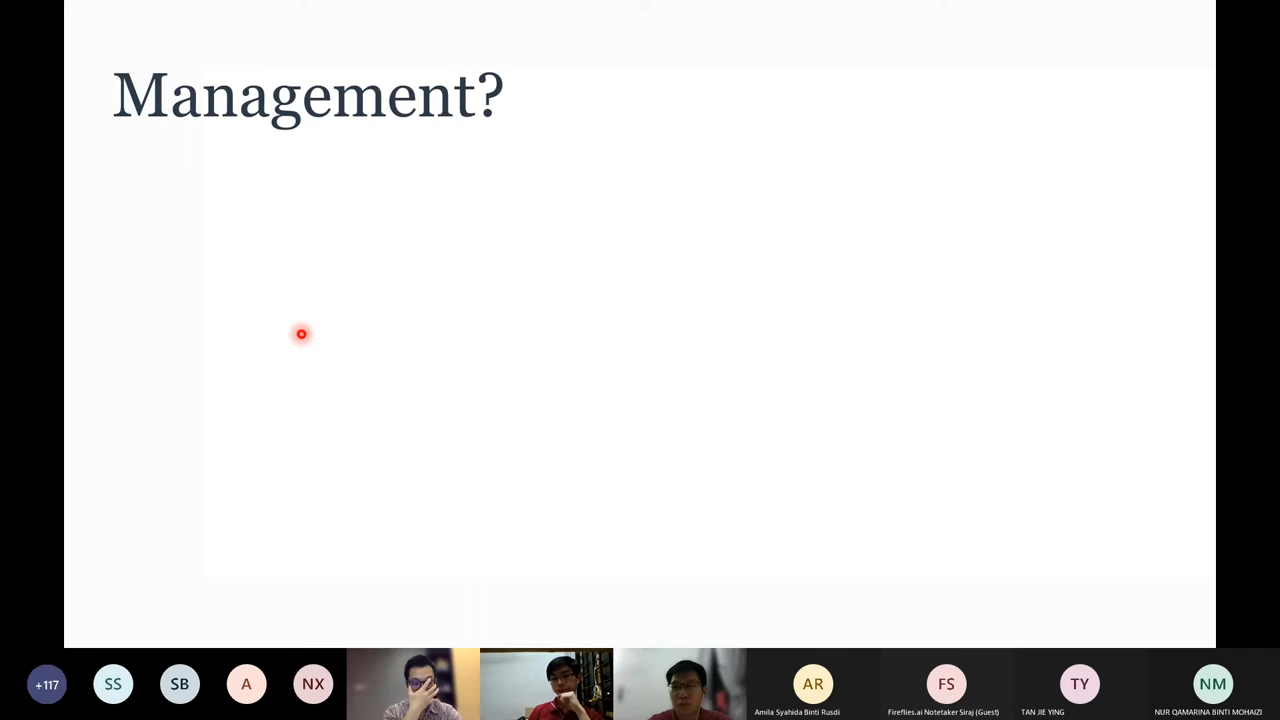 Management?
+117
SS
SB
A
NX
AR
FS
TY
NM
Amila Syahida Binti Rusdi
Fireflies.ai Notetaker Siraj (Guest)
TAN JIE YING
NUR QAMARINA BINTI MOHAIZI